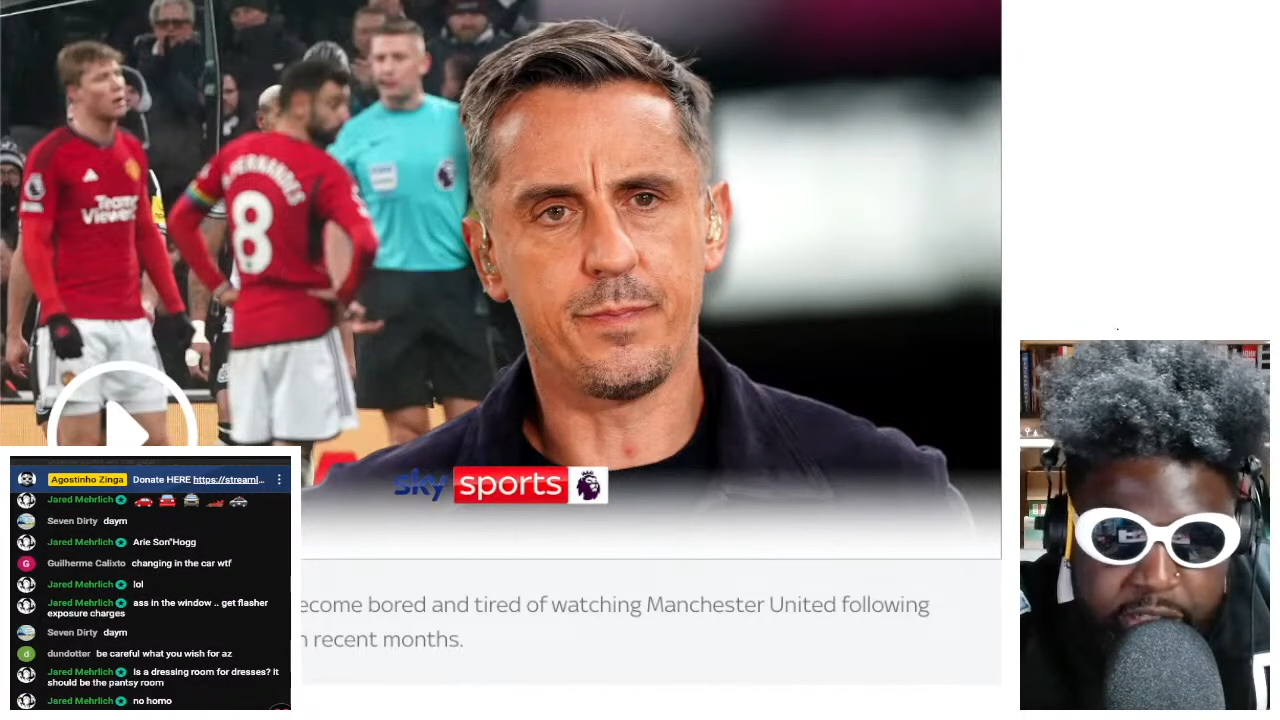 Team
Viewer
B.FERNANDES
8
sky sports
ecome bored and tired of watching Manchester United following
n recent months.
Agostinho Zinga Donate HERE https://streaml...
Jared Mehrlich
Seven Dirty daym
Jared Mehrlich Arie Son"Hogg
G Guilherme Calixto changing in the car wtf
Jared Mehrlich lol
Jared Mehrlich ass in the window .. get flasher
exposure charges
Seven Dirty daym
d dundotter be careful what you wish for az
Jared Mehrlich Is a dressing room for dresses? it
should be the pantsy room
Jared Mehrlich no homo